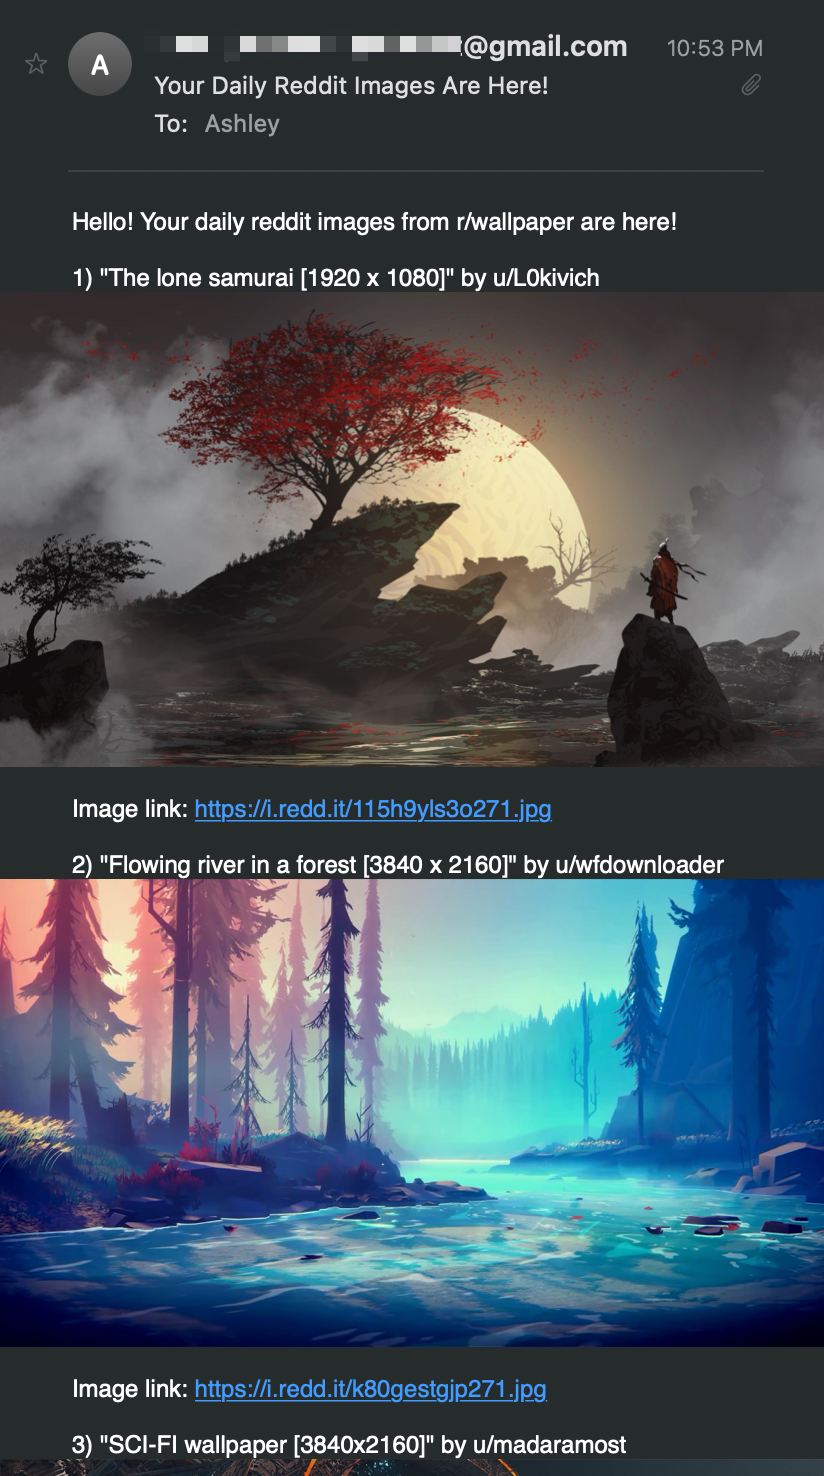 A
@gmail.com
10:53 PM
Your Daily Reddit Images Are Here!
To: Ashley
Hello! Your daily reddit images from r/wallpaper are here!
1) "The lone samurai [1920 x 1080]" by u/L0kivich
Image link: https://i.redd.it/115h9yls3o271.jpg
2) "Flowing river in a forest [3840 x 2160]" by u/wfdownloader
Image link: https://i.redd.it/k80gestgjp271.jpg
3) "SCI-FI wallpaper [3840x2160]" by u/madaramost